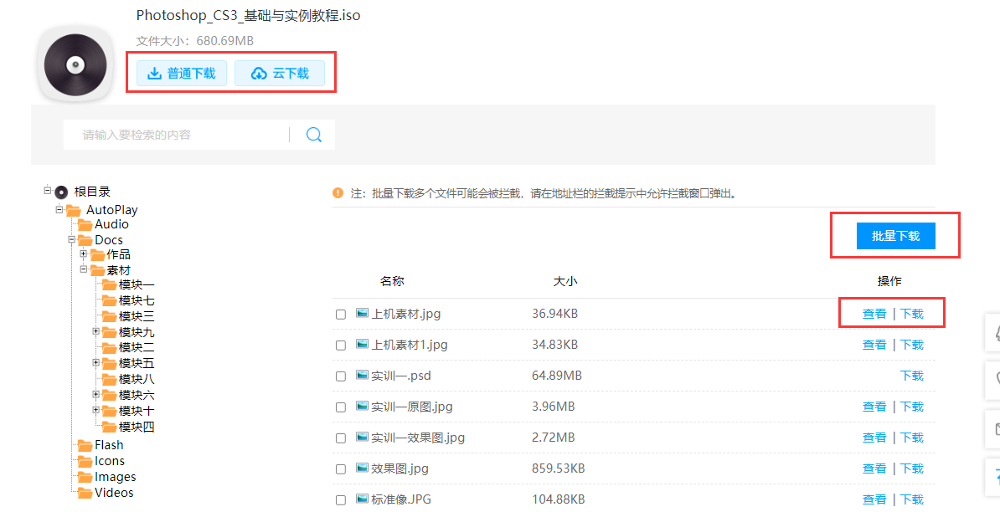 Photoshop_CS3_基础与实例教程.iso
文件大小：680.69MB
普通下载 云下载
请输入要检索的内容
根目录
AutoPlay
Audio
Docs
作品
素材
模块一
模块七
模块三
模块九
模块二
模块五
模块八
模块六
模块十
模块四
Flash
Icons
Images
Videos
注：批量下载多个文件可能会被拦截，请在地址栏的拦截提示中允许拦截窗口弹出。
批量下载
名称 大小 操作
上机素材.jpg 36.94KB 查看 | 下载
上机素材1.jpg 34.83KB 查看 | 下载
实训一.psd 64.89MB 下载
实训一原图.jpg 3.96MB 查看 | 下载
实训一效果图.jpg 2.72MB 查看 | 下载
效果图.jpg 859.53KB 查看 | 下载
标准像.JPG 104.88KB 查看 | 下载